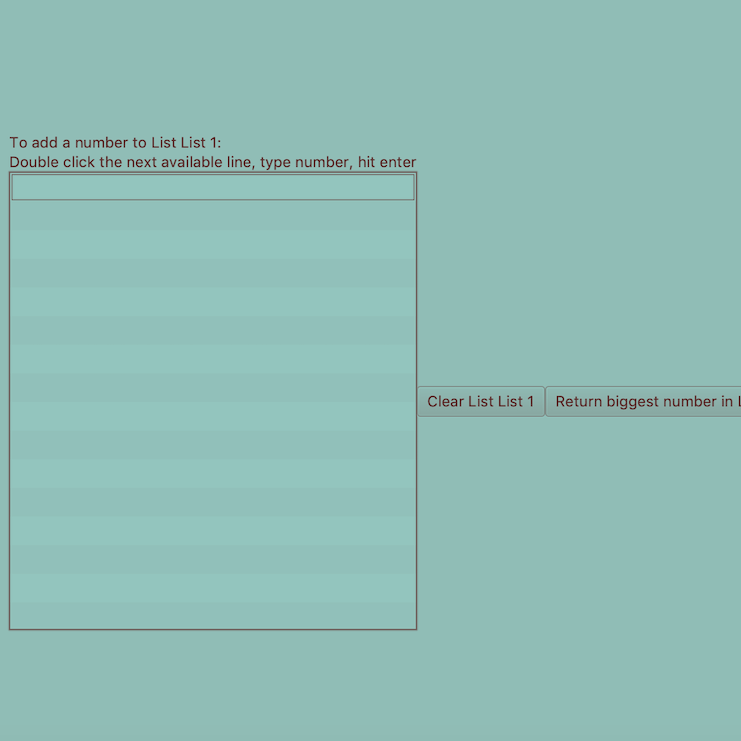 To add a number to List List 1:
Double click the next available line, type number, hit enter
Clear List List 1
Return biggest number in L